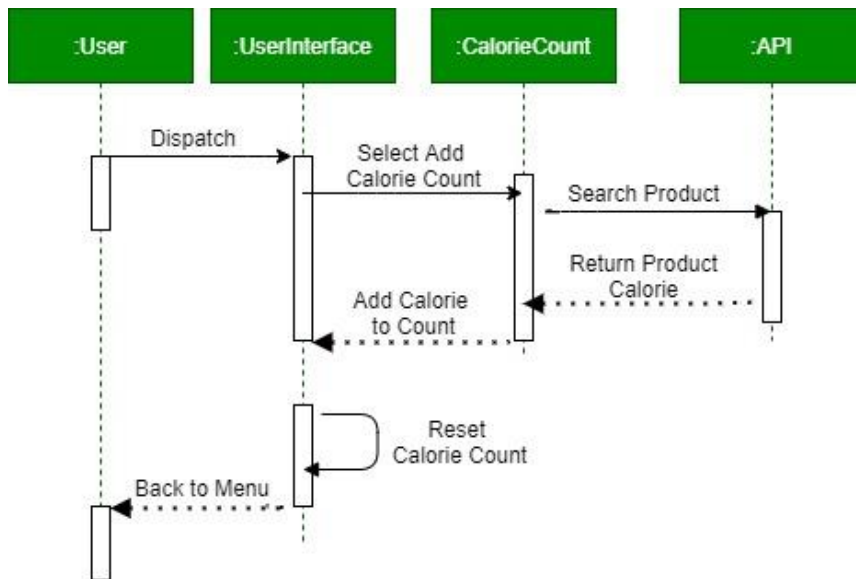 :User
:UserInterface
:CalorieCount
:API
Dispatch
Select Add
Calorie Count
Search Product
Return Product
Calorie
Add Calorie
to Count
Reset
Calorie Count
Back to Menu